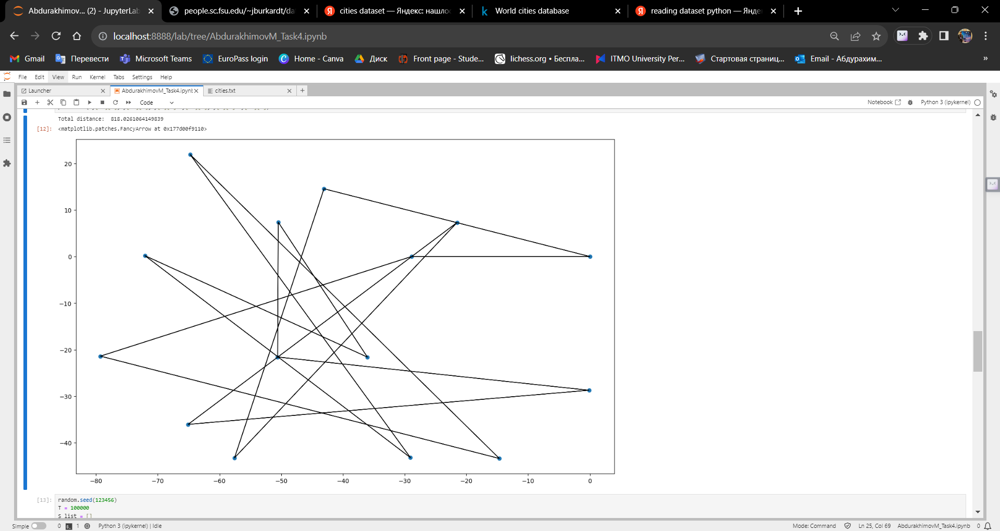 Abdurakhimov... (2) - JupyterLab
people.sc.fsu.edu/~jburkardt/da
cities dataset — Яндекс: нашлос
World cities database
reading dataset python — Янде
localhost:8888/lab/tree/AbdurakhimovM_Task4.ipynb
Gmail
Перевести
Microsoft Teams
EuroPass login
Home - Canva
Диск
Front page - Stude...
lichess.org • Беспла...
ITMO University Per...
Стартовая страниц...
Email - Абдурахим...
»
File Edit View Run Kernel Tabs Settings Help
Launcher
AbdurakhimovM_Task4.ipynb
cities.txt
Code
Notebook
Python 3 (ipykernel)
Total distance: 818.0261064149839
[12]: <matplotlib.patches.FancyArrow at 0x177d00f9110>
20
10
0
−10
−20
−30
−40
−80 −70 −60 −50 −40 −30 −20 −10 0
[13]: random.seed(123456)
T = 100000
S_list = []
Simple 0 1 Python 3 (ipykernel) | Idle
Mode: Command Ln 25, Col 69 AbdurakhimovM_Task4.ipynb 0